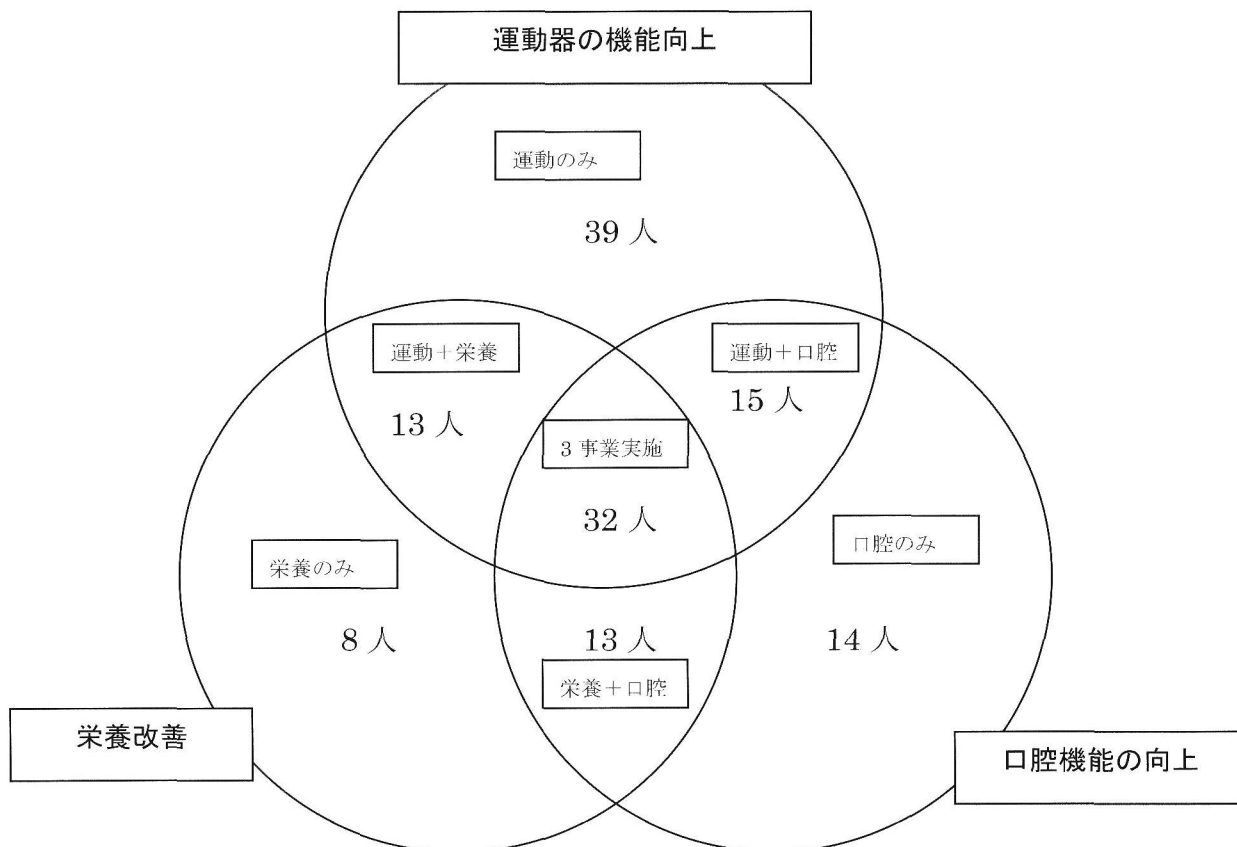 運動器の機能向上
運動のみ
39 人
運動＋栄養
運動＋口腔
13 人
15 人
3 事業実施
32 人
栄養のみ
口腔のみ
8 人
13 人
14 人
栄養＋口腔
栄養改善
口腔機能の向上